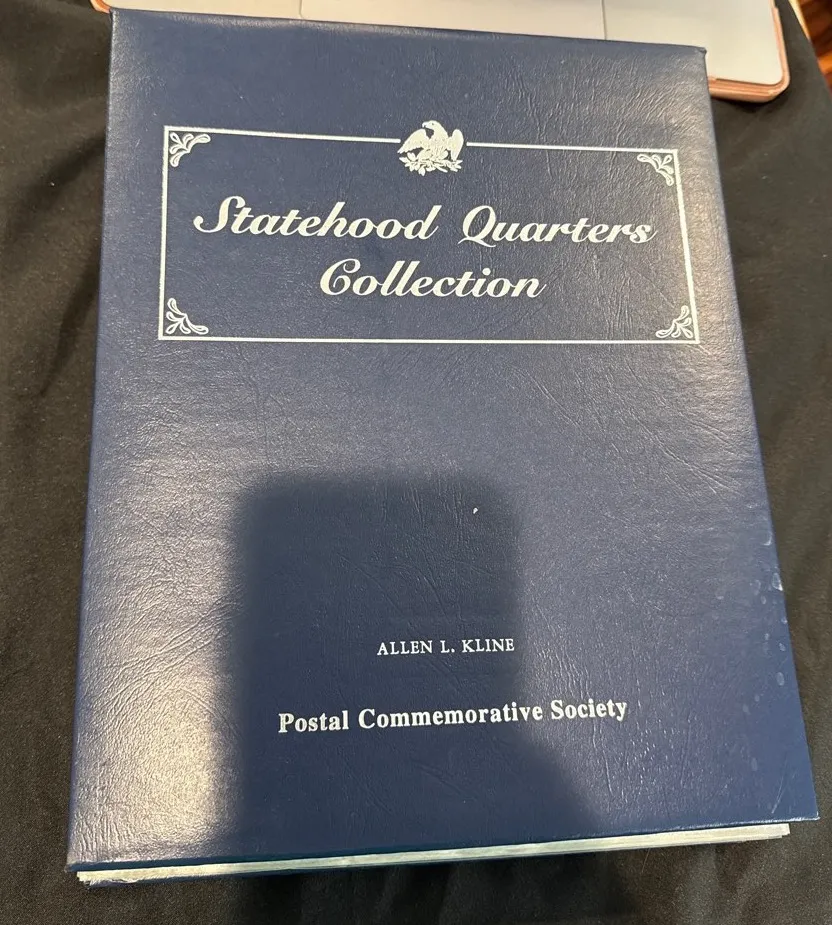 Statehood Quarters
Collection
ALLEN L. KLINE
Postal Commemorative Society